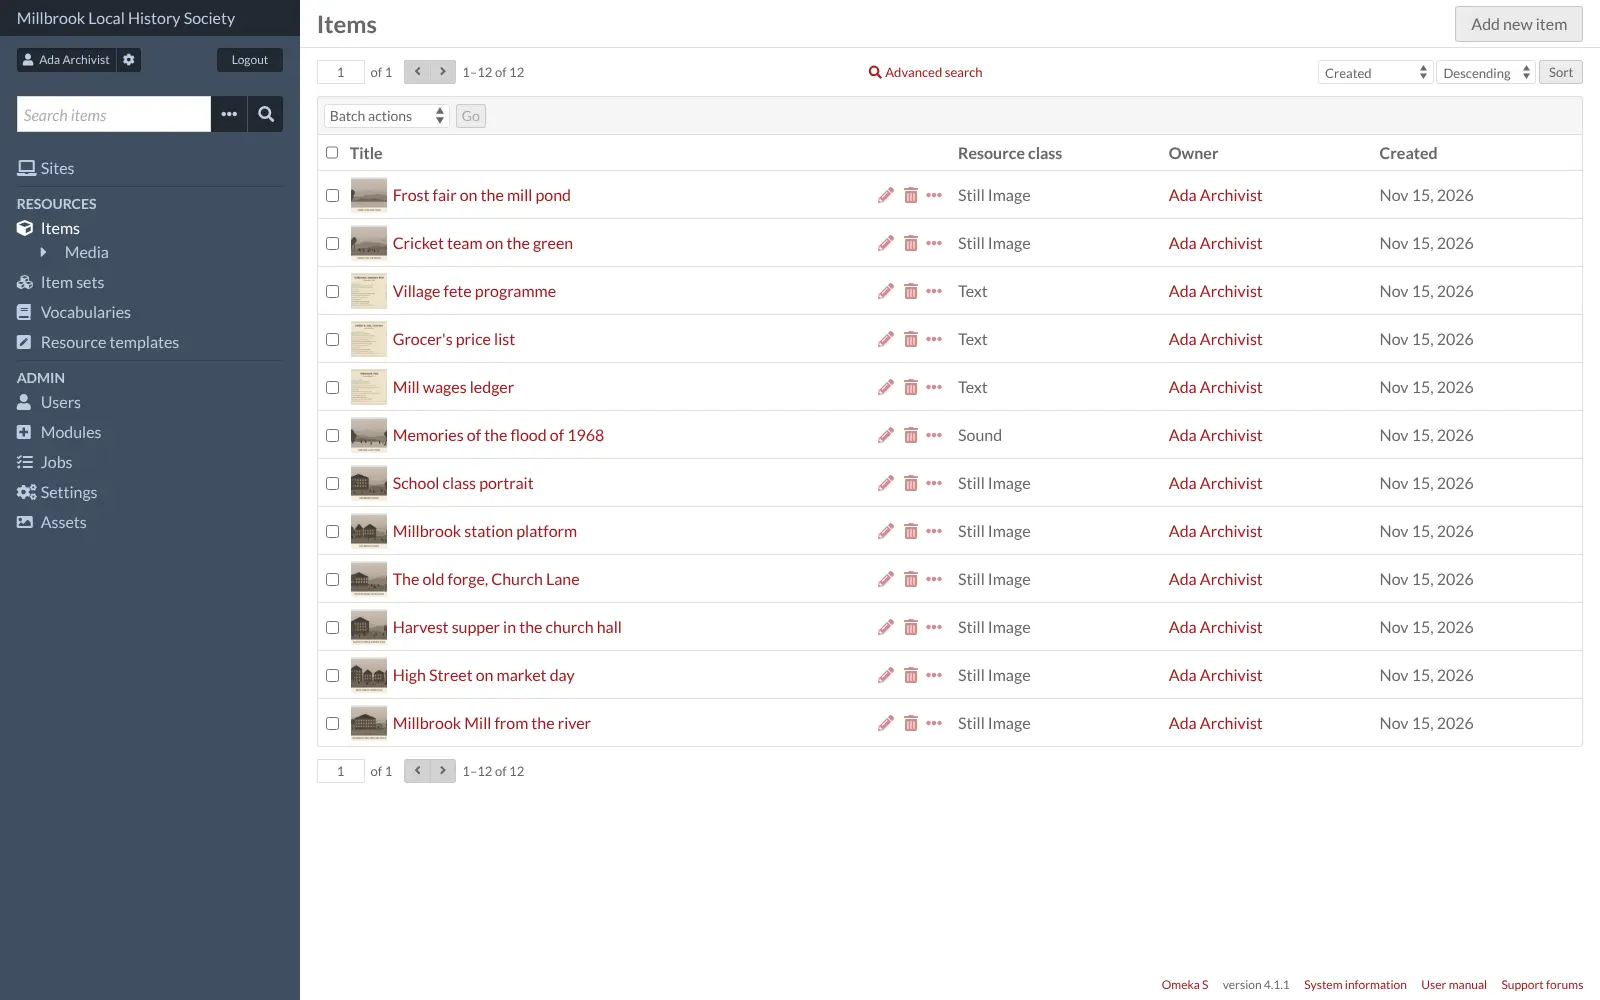 Millbrook Local History Society
Ada Archivist
Logout
Search items
Sites
RESOURCES
Items
Media
Item sets
Vocabularies
Resource templates
ADMIN
Users
Modules
Jobs
Settings
Assets
Items
Add new item
1 of 1 1–12 of 12
Advanced search
Created Descending Sort
Batch actions Go
Title Resource class Owner Created
Frost fair on the mill pond Still Image Ada Archivist Nov 15, 2026
Cricket team on the green Still Image Ada Archivist Nov 15, 2026
Village fete programme Text Ada Archivist Nov 15, 2026
Grocer's price list Text Ada Archivist Nov 15, 2026
Mill wages ledger Text Ada Archivist Nov 15, 2026
Memories of the flood of 1968 Sound Ada Archivist Nov 15, 2026
School class portrait Still Image Ada Archivist Nov 15, 2026
Millbrook station platform Still Image Ada Archivist Nov 15, 2026
The old forge, Church Lane Still Image Ada Archivist Nov 15, 2026
Harvest supper in the church hall Still Image Ada Archivist Nov 15, 2026
High Street on market day Still Image Ada Archivist Nov 15, 2026
Millbrook Mill from the river Still Image Ada Archivist Nov 15, 2026
1 of 1 1–12 of 12
Omeka S version 4.1.1 System information User manual Support forums